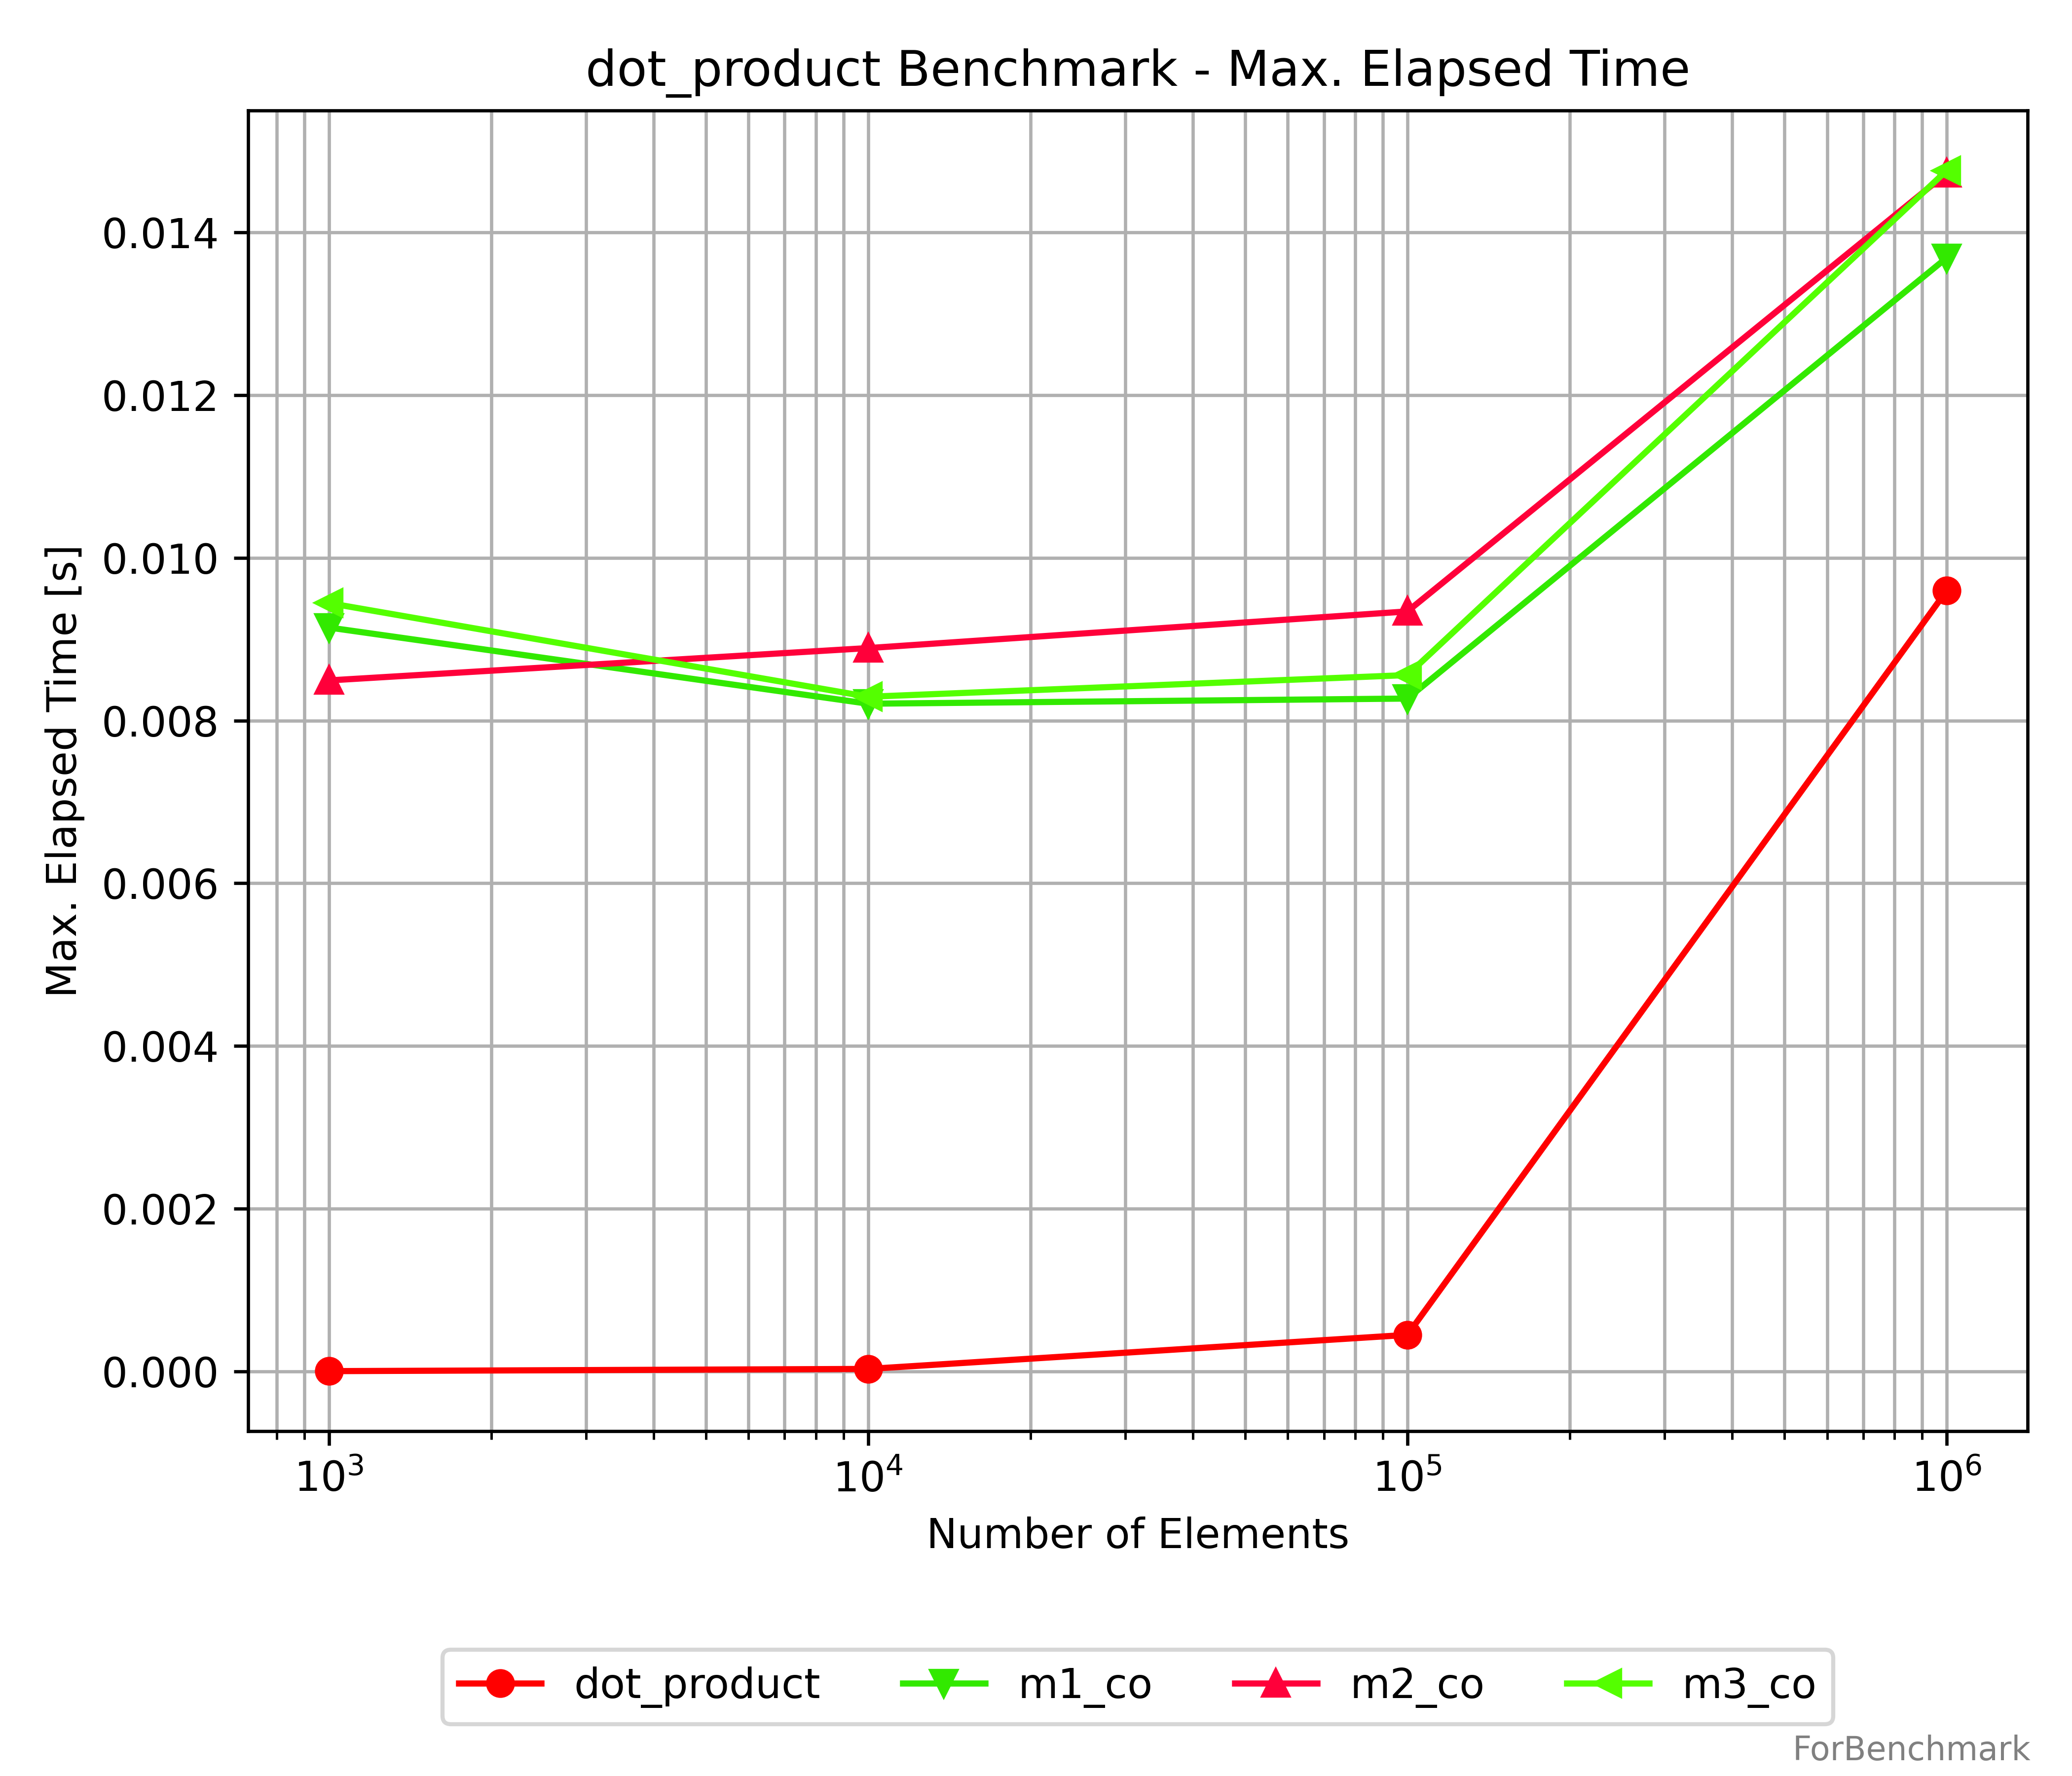 dot_product Benchmark - Max. Elapsed Time
Max. Elapsed Time [s]
0.014
0.012
0.010
0.008
0.006
0.004
0.002
0.000
10³ 10⁴ 10⁵ 10⁶
Number of Elements
dot_product m1_co m2_co m3_co
ForBenchmark